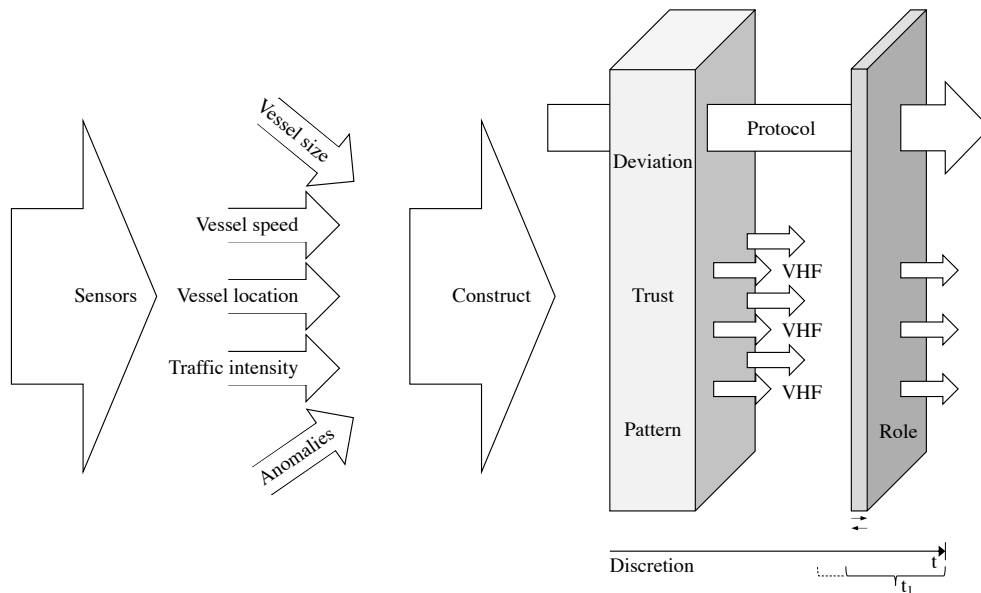 Vessel size
Protocol
Deviation
Vessel speed
VHF
Sensors
Vessel location
Construct
Trust
VHF
Traffic intensity
VHF
Pattern
Role
Anomalies
Discretion
t
t₁